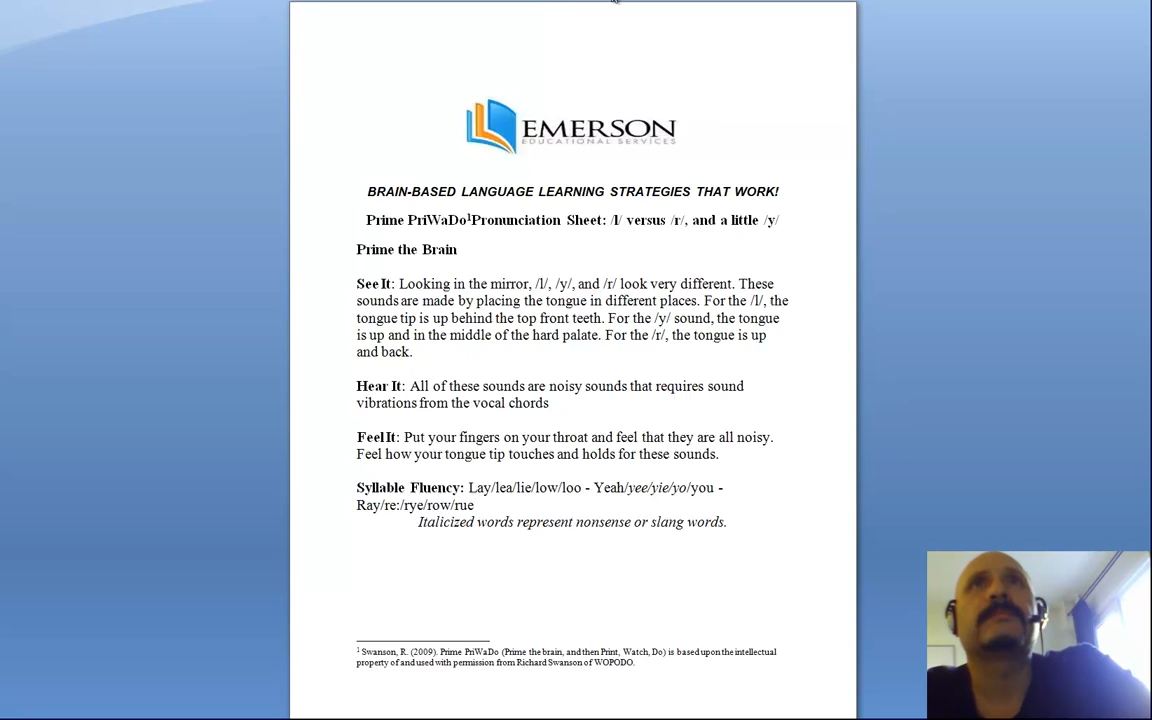 EMERSON
EDUCATIONAL SERVICES
BRAIN-BASED LANGUAGE LEARNING STRATEGIES THAT WORK!
Prime PriWaDo1Pronunciation Sheet: /l/ versus /r/, and a little /y/
Prime the Brain
See It: Looking in the mirror, /l/, /y/, and /r/ look very different. These
sounds are made by placing the tongue in different places. For the /l/, the
tongue tip is up behind the top front teeth. For the /y/ sound, the tongue
is up and in the middle of the hard palate. For the /r/, the tongue is up
and back.
Hear It: All of these sounds are noisy sounds that requires sound
vibrations from the vocal chords
Feel It: Put your fingers on your throat and feel that they are all noisy.
Feel how your tongue tip touches and holds for these sounds.
Syllable Fluency: Lay/lea/lie/low/loo - Yeah/yee/yie/yo/you -
Ray/re:/rye/row/rue
Italicized words represent nonsense or slang words.
1 Swanson, R. (2009). Prime PriWaDo (Prime the brain, and then Print, Watch, Do) is based upon the intellectual
property of and used with permission from Richard Swanson of WOPODO.